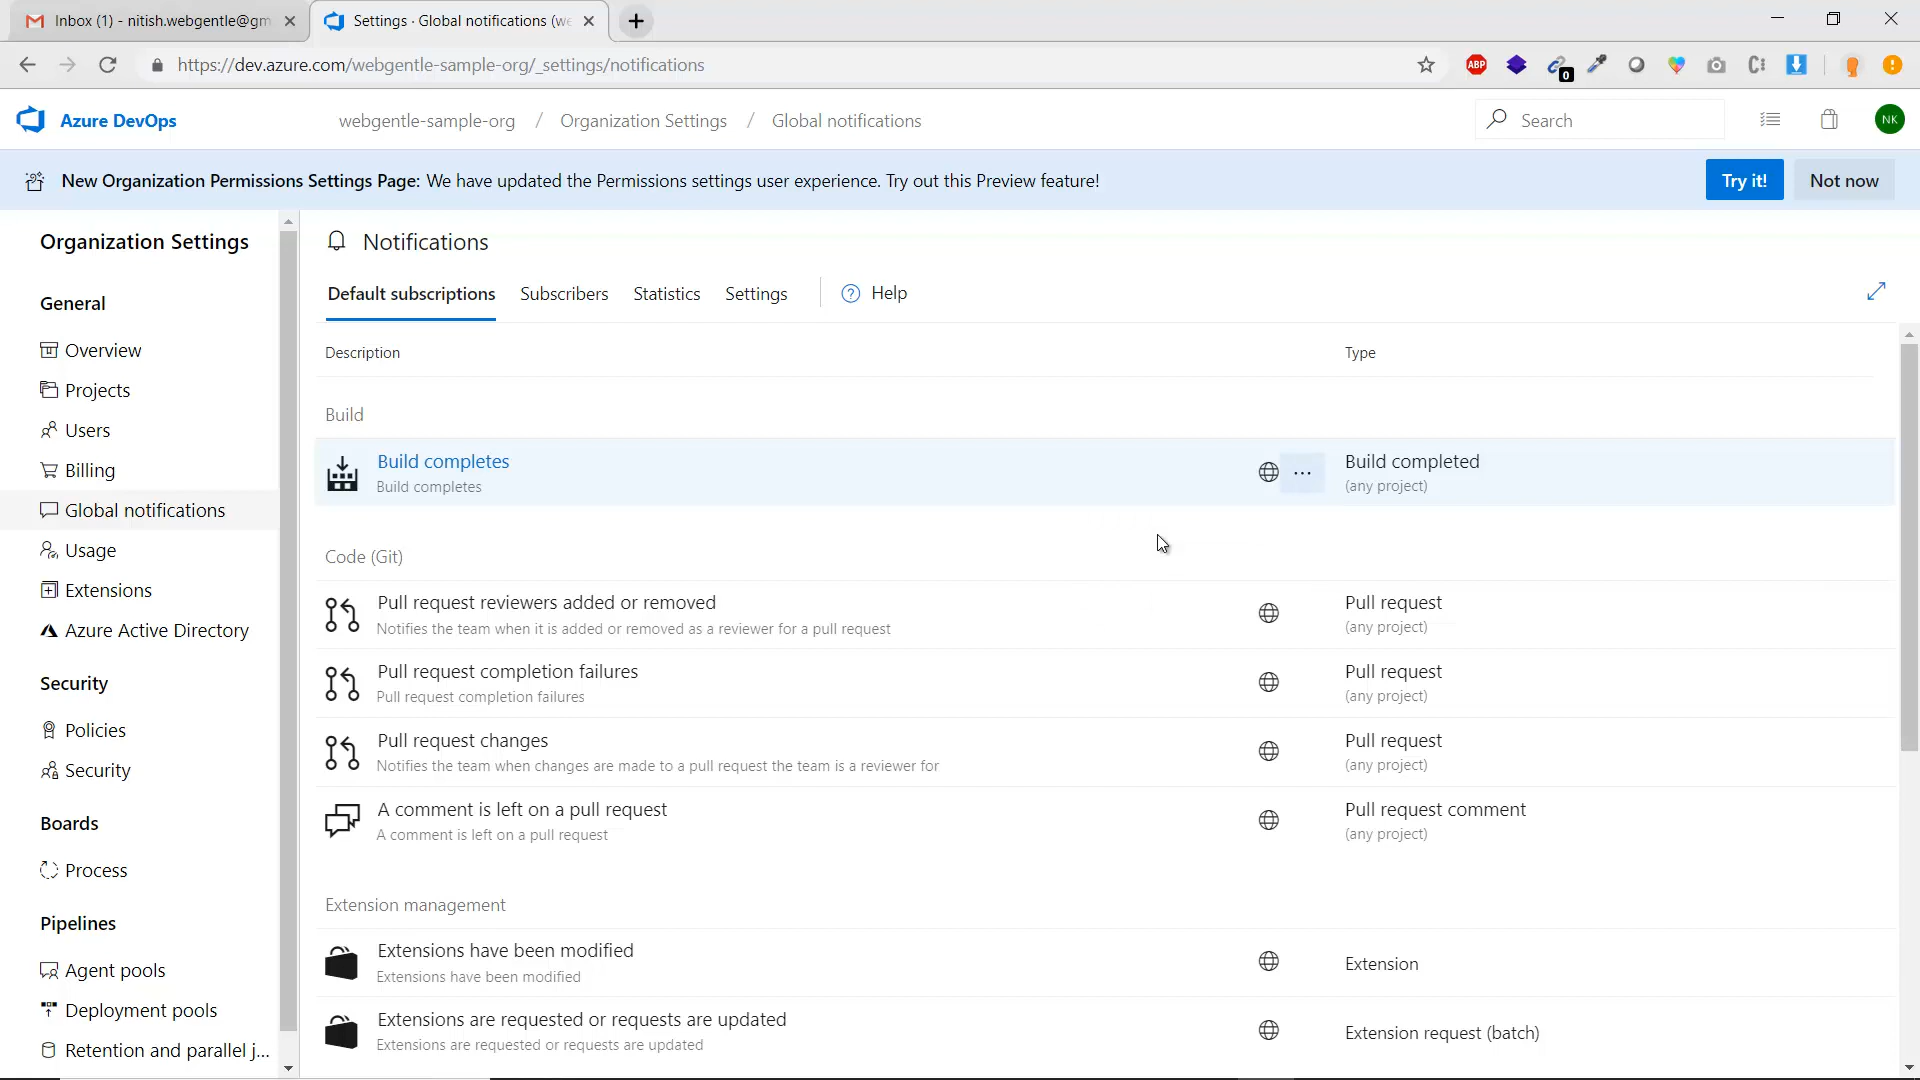 Inbox (1) - nitish.webgentle@gm
Settings · Global notifications (we
https://dev.azure.com/webgentle-sample-org/_settings/notifications
ABP
0
Azure DevOps
webgentle-sample-org / Organization Settings / Global notifications
Search
NK
New Organization Permissions Settings Page: We have updated the Permissions settings user experience. Try out this Preview feature!
Try it!
Not now
Organization Settings
General
Overview
Projects
Users
Billing
Global notifications
Usage
Extensions
Azure Active Directory
Security
Policies
Security
Boards
Process
Pipelines
Agent pools
Deployment pools
Retention and parallel j...
Notifications
Default subscriptions
Subscribers
Statistics
Settings
Help
Description
Type
Build
Build completes
Build completes
Build completed
(any project)
Code (Git)
Pull request reviewers added or removed
Notifies the team when it is added or removed as a reviewer for a pull request
Pull request
(any project)
Pull request completion failures
Pull request completion failures
Pull request
(any project)
Pull request changes
Notifies the team when changes are made to a pull request the team is a reviewer for
Pull request
(any project)
A comment is left on a pull request
A comment is left on a pull request
Pull request comment
(any project)
Extension management
Extensions have been modified
Extensions have been modified
Extension
Extensions are requested or requests are updated
Extensions are requested or requests are updated
Extension request (batch)